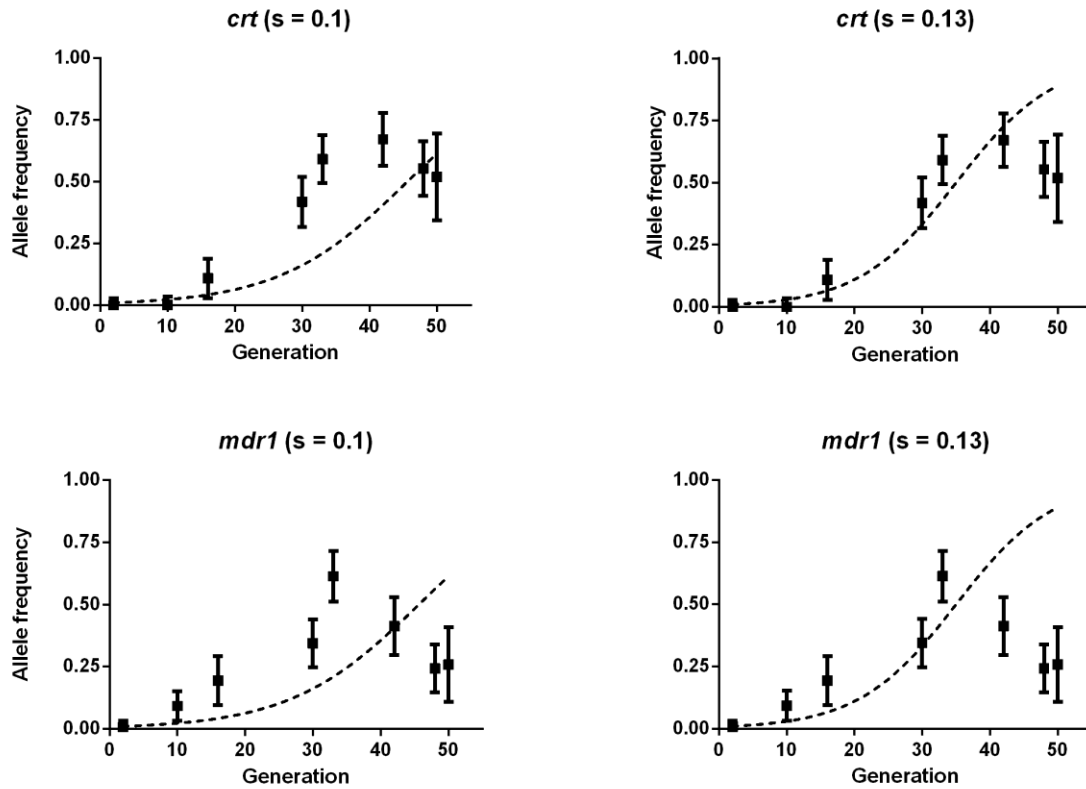 crt (s = 0.1)
1.00
0.75
0.50
0.25
0.00
Allele frequency
0 10 20 30 40 50
Generation
crt (s = 0.13)
1.00
0.75
0.50
0.25
0.00
Allele frequency
0 10 20 30 40 50
Generation
mdr1 (s = 0.1)
1.00
0.75
0.50
0.25
0.00
Allele frequency
0 10 20 30 40 50
Generation
mdr1 (s = 0.13)
1.00
0.75
0.50
0.25
0.00
Allele frequency
0 10 20 30 40 50
Generation